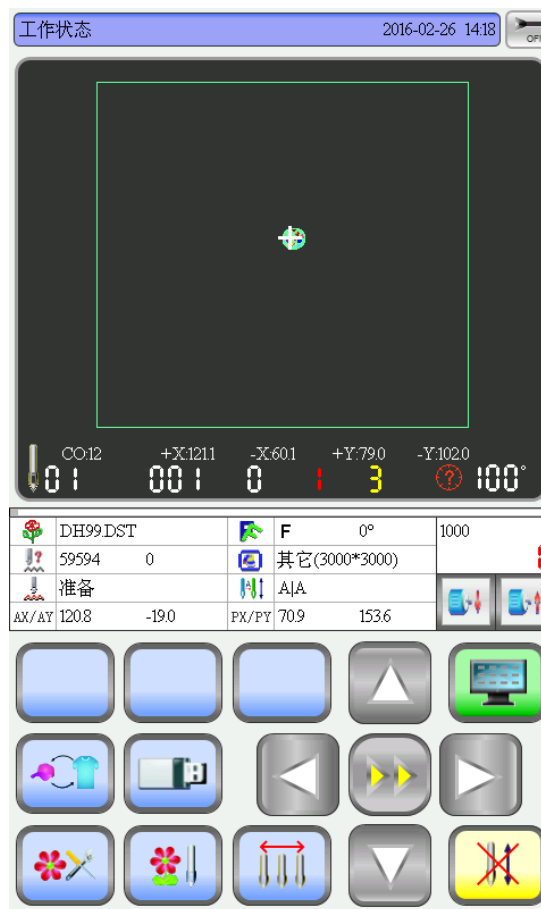 工作状态 2016-02-26 14:18
OFF
CO:12 +X:121.1 -X:60.1 +Y:79.0 -Y:102.0
01 001 0 1 3 ? 100°
DH99.DST F 0° 1000
59594 0 其它(3000*3000)
准备 A|A
AX/AY 120.8 -19.0 PX/PY 70.9 153.6